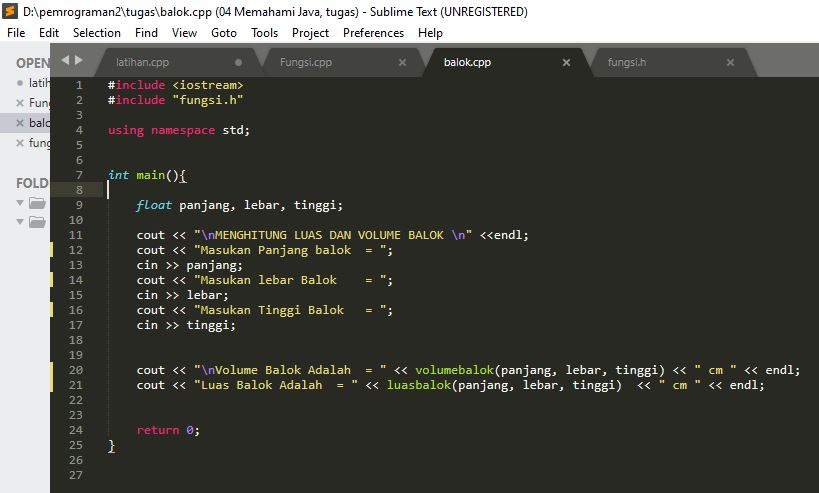 D:\pemrograman2\tugas\balok.cpp (04 Memahami Java, tugas) - Sublime Text (UNREGISTERED)
File Edit Selection Find View Goto Tools Project Preferences Help
OPEN
latihan.cpp Fungsi.cpp × balok.cpp × fungsi.h ×
latih
× Fun
× balo
× fung
FOLD
1 #include <iostream>
2 #include "fungsi.h"
3
4 using namespace std;
5
6
7 int main(){
8
9 float panjang, lebar, tinggi;
10
11 cout << "\nMENGHITUNG LUAS DAN VOLUME BALOK \n" <<endl;
12 cout << "Masukan Panjang balok  = ";
13 cin >> panjang;
14 cout << "Masukan lebar Balok    = ";
15 cin >> lebar;
16 cout << "Masukan Tinggi Balok   = ";
17 cin >> tinggi;
18
19
20 cout << "\nVolume Balok Adalah  = " << volumebalok(panjang, lebar, tinggi) << " cm " << endl;
21 cout << "Luas Balok Adalah  = " << luasbalok(panjang, lebar, tinggi)  << " cm " << endl;
22
23
24 return 0;
25 }
26
27